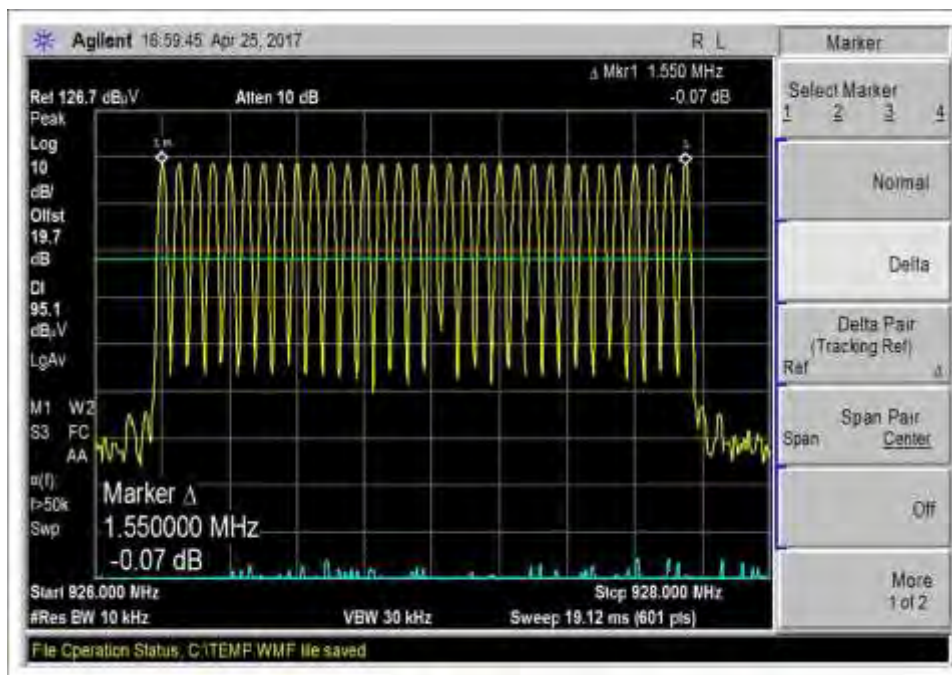 Agilent 16:59:45 Apr 25, 2017 R L Marker
Δ Mkr1 1.550 MHz
Ref 126.7 dBµV Atten 10 dB -0.07 dB
Select Marker
1 2 3 4
Peak
Log
10
dB/
Offst
19.7
dB
DI
95.1
dBµV
LgAv
M1 W2
S3 FC
AA
¤(f):
f>50k
Swp
Marker Δ
1.550000 MHz
-0.07 dB
Start 926.000 MHz Stop 928.000 MHz
#Res BW 10 kHz VBW 30 kHz Sweep 19.12 ms (601 pts)
Normal
Delta
Delta Pair
(Tracking Ref)
Ref Δ
Span Pair
Span Center
Off
More
1 of 2
File Operation Status, C:\TEMP.WMF file saved